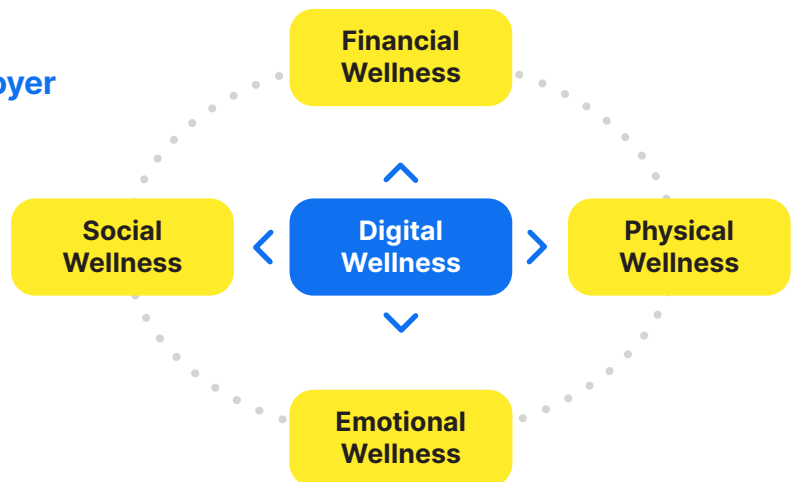 Financial
Wellness
oyer
Social
Wellness
Digital
Wellness
Physical
Wellness
Emotional
Wellness